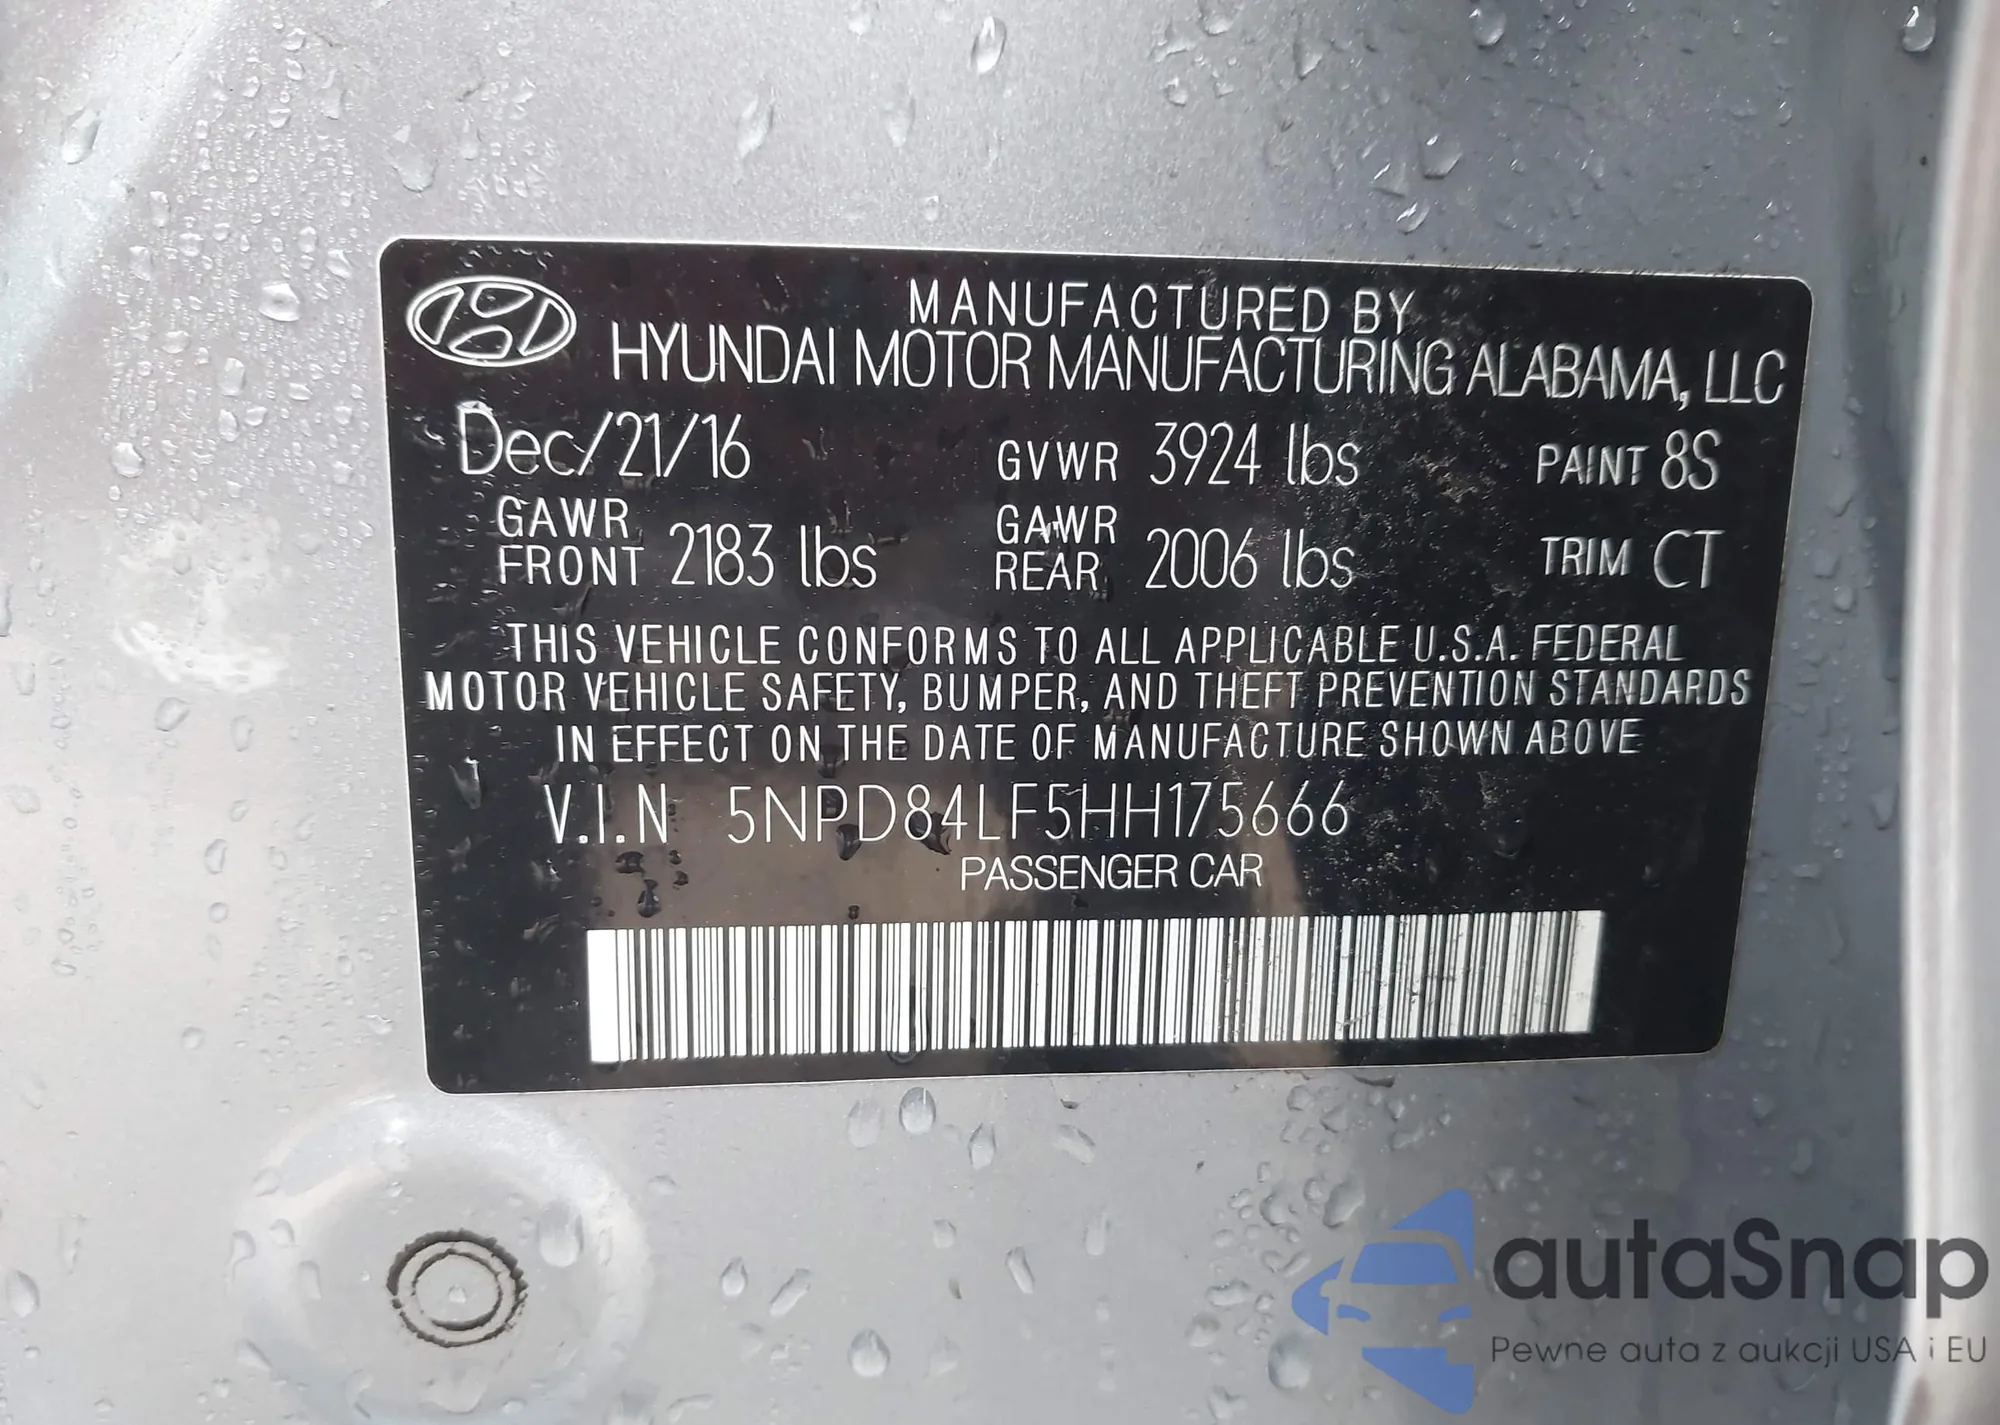 MANUFACTURED BY
HYUNDAI MOTOR MANUFACTURING ALABAMA, LLC
Dec/21/16 GVWR 3924 lbs PAINT 8S
GAWR FRONT 2183 lbs GAWR REAR 2006 lbs TRIM CT
THIS VEHICLE CONFORMS TO ALL APPLICABLE U.S.A. FEDERAL
MOTOR VEHICLE SAFETY, BUMPER, AND THEFT PREVENTION STANDARDS
IN EFFECT ON THE DATE OF MANUFACTURE SHOWN ABOVE
V.I.N 5NPD84LF5HH175666
PASSENGER CAR
autaSnap
Pewne auta z aukcji USA i EU